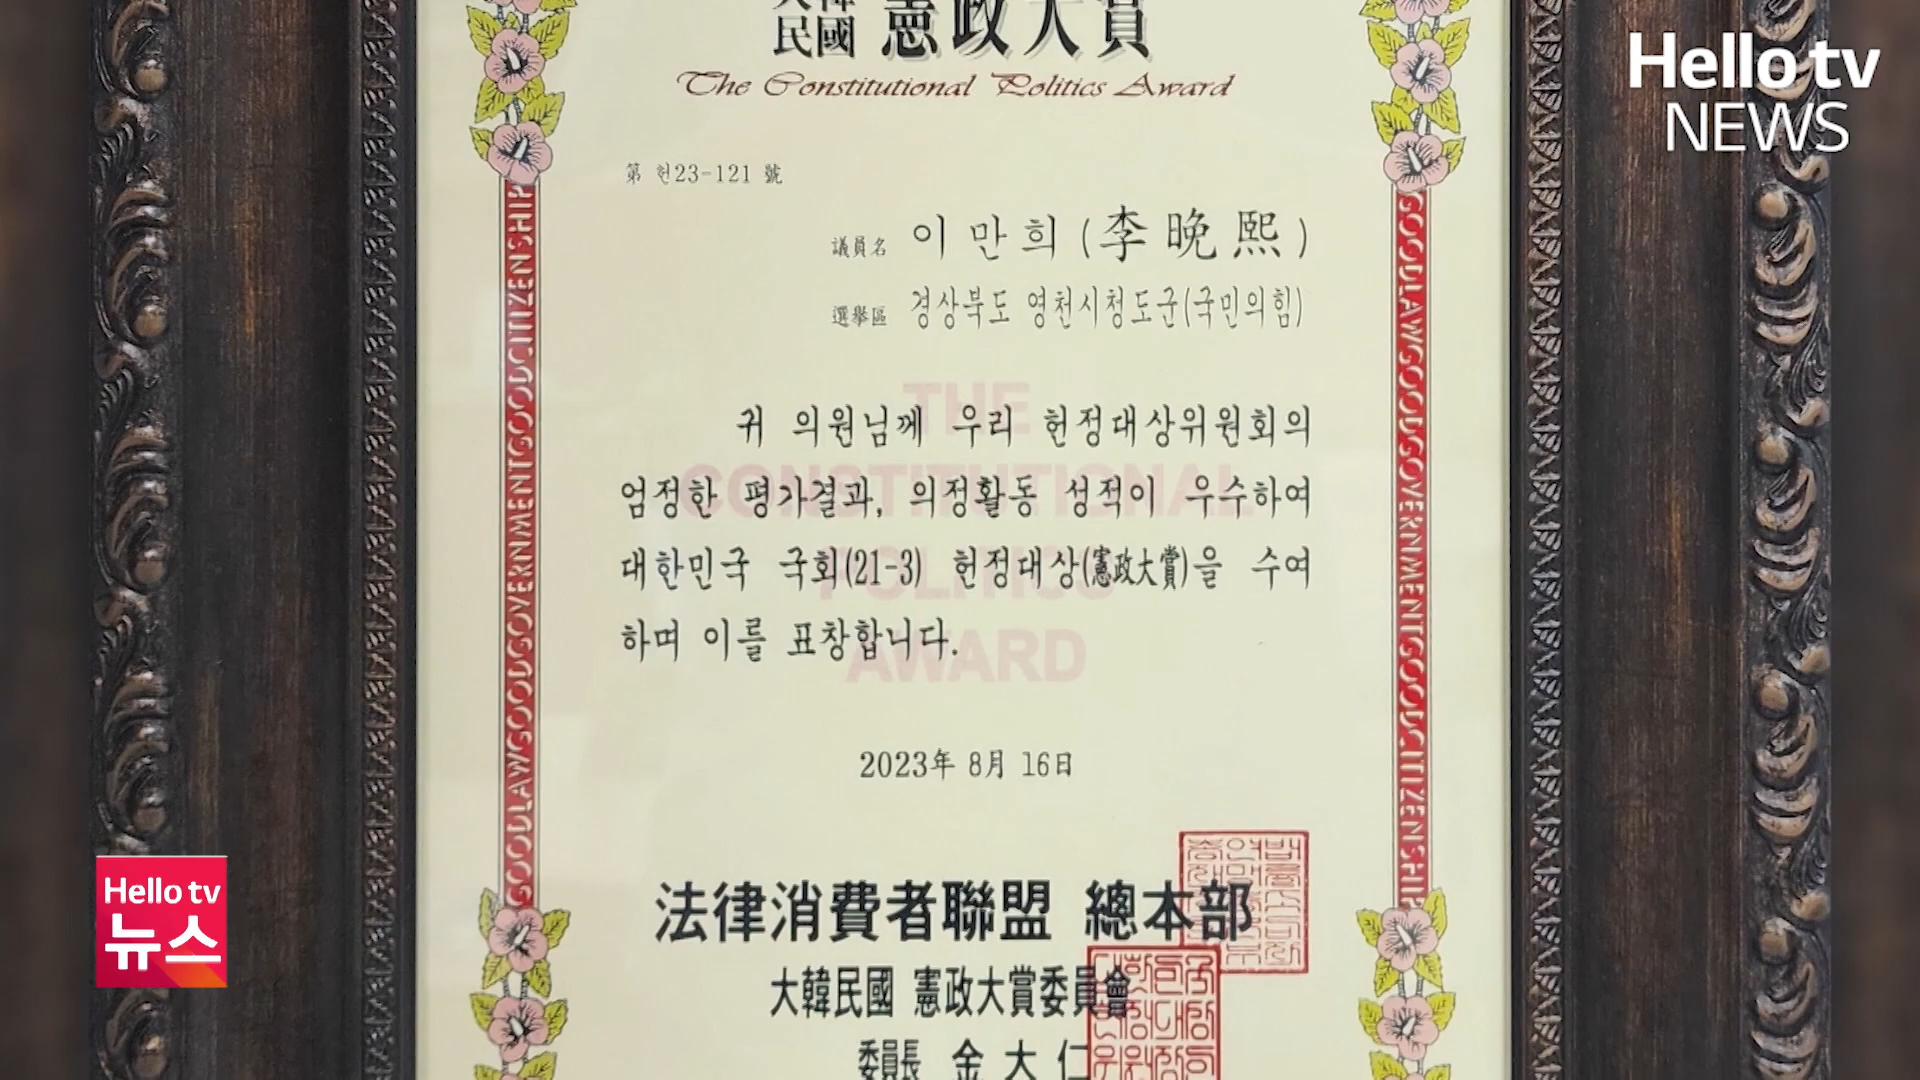 民國 憲政大賞
The Constitutional Politics Award
Hello tv
NEWS
第 헌23-121 號
議員名 이만희(李晩熙)
選擧區 경상북도 영천시청도군(국민의힘)
귀 의원님께 우리 헌정대상위원회의
엄정한 평가결과, 의정활동 성적이 우수하여
대한민국 국회(21-3) 헌정대상(憲政大賞)을 수여
하며 이를 표창합니다.
THE
CONSTITUTIONAL
POLITICS
AWARD
2023年 8月 16日
法律消費者聯盟 總本部
大韓民國 憲政大賞委員會
委員長 金大仁
GOODLAWGOODGOVERNMENTGOODCITIZENSHIP
GOODLAWGOODGOVERNMENTGOODCITIZENSHIP
Hello tv
뉴스